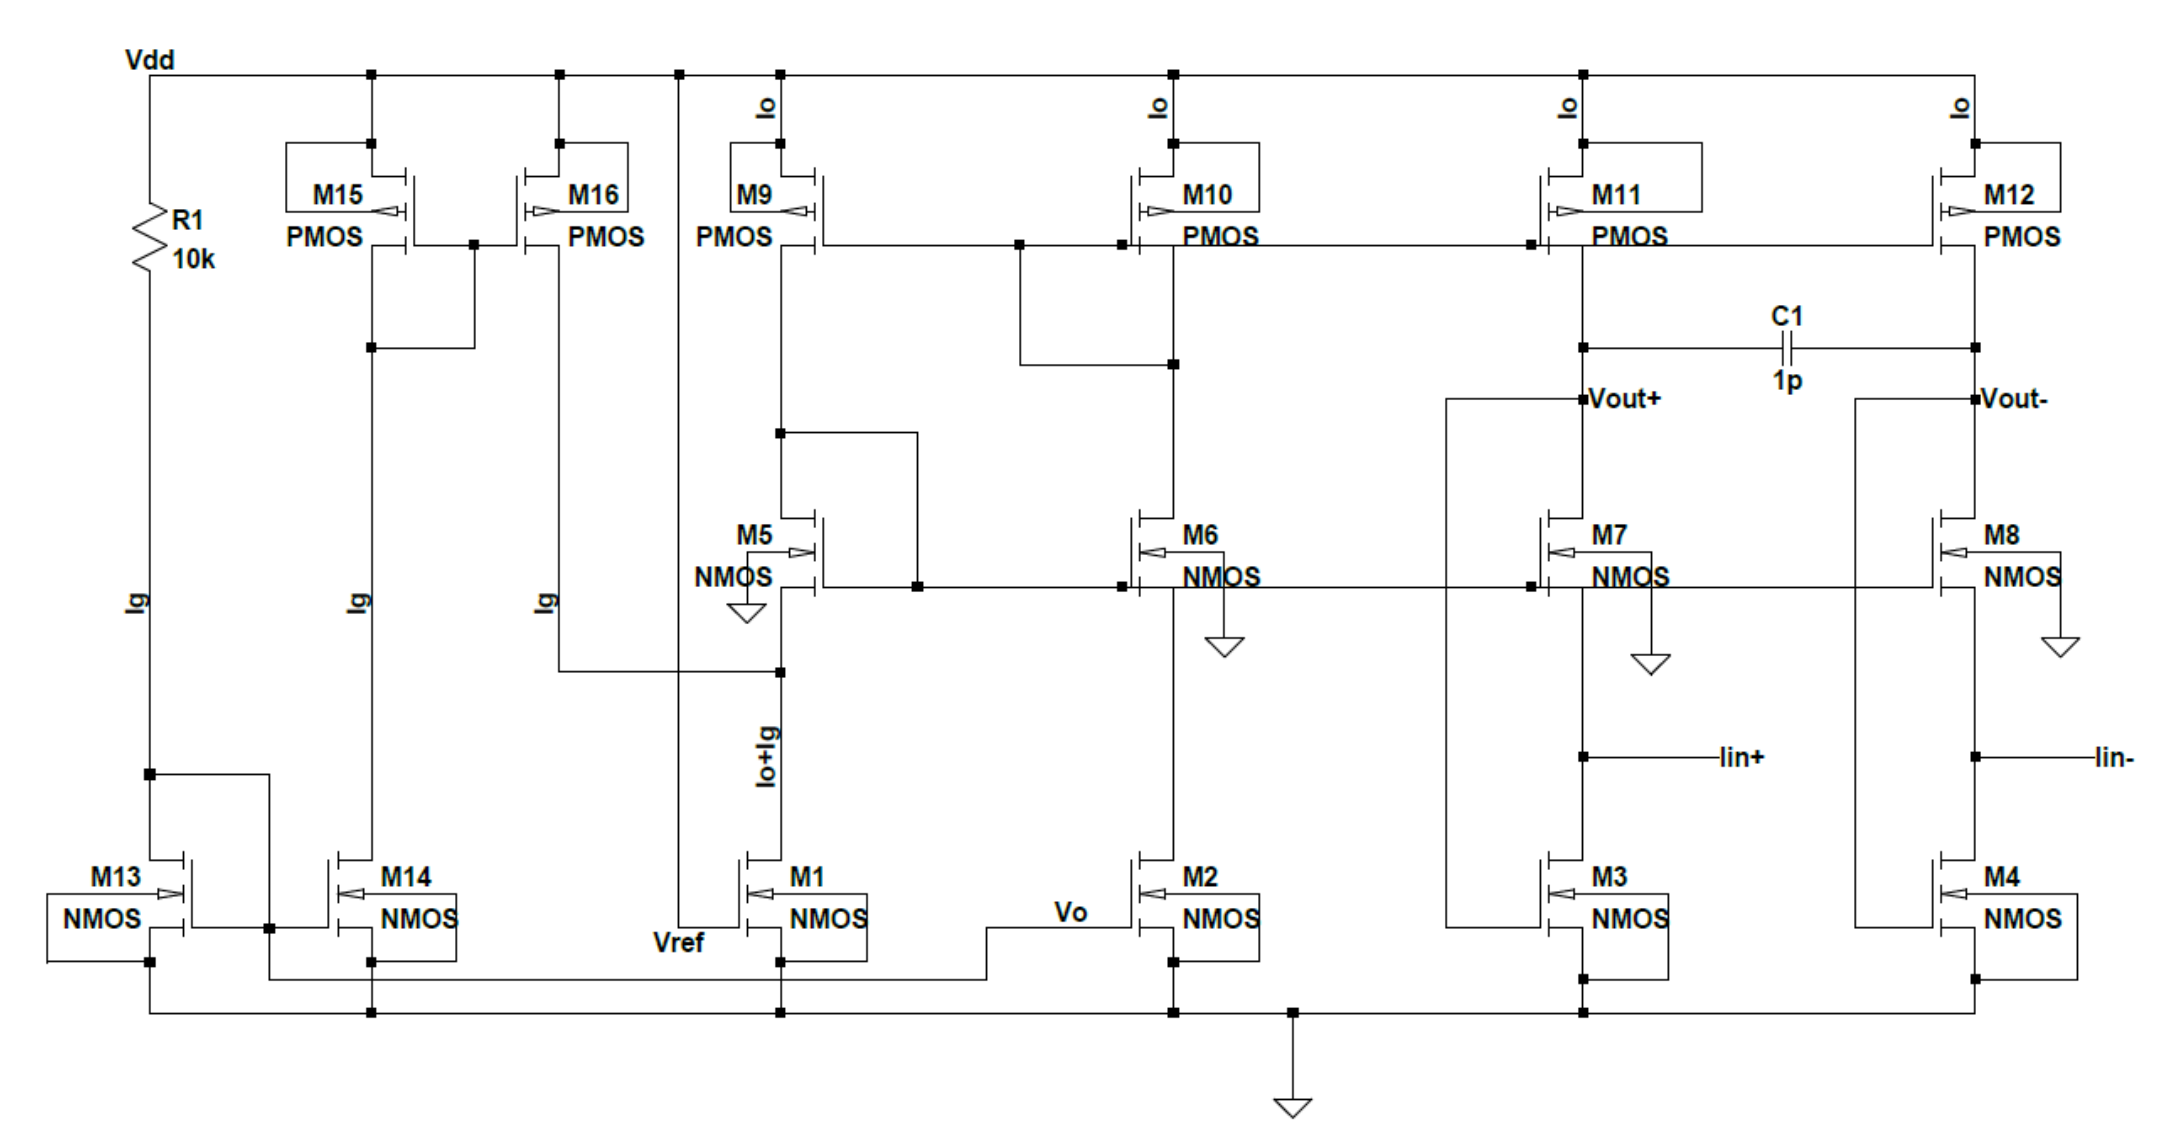 Vdd
Io
Io
Io
Io
M15
PMOS
M16
PMOS
M9
PMOS
M10
PMOS
M11
PMOS
M12
PMOS
R1
10k
C1
1p
Vout+
Vout-
Ig
Ig
Ig
M5
NMOS
M6
NMOS
M7
NMOS
M8
NMOS
Io+Ig
Iin+
Iin-
M13
NMOS
M14
NMOS
Vref
M1
NMOS
Vo
M2
NMOS
M3
NMOS
M4
NMOS